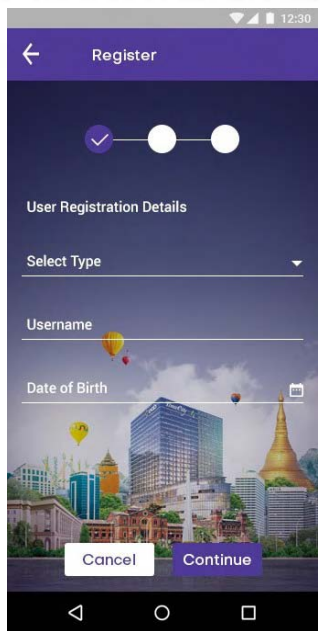 12:30
Register
User Registration Details
Select Type
Username
Date of Birth
Cancel
Continue